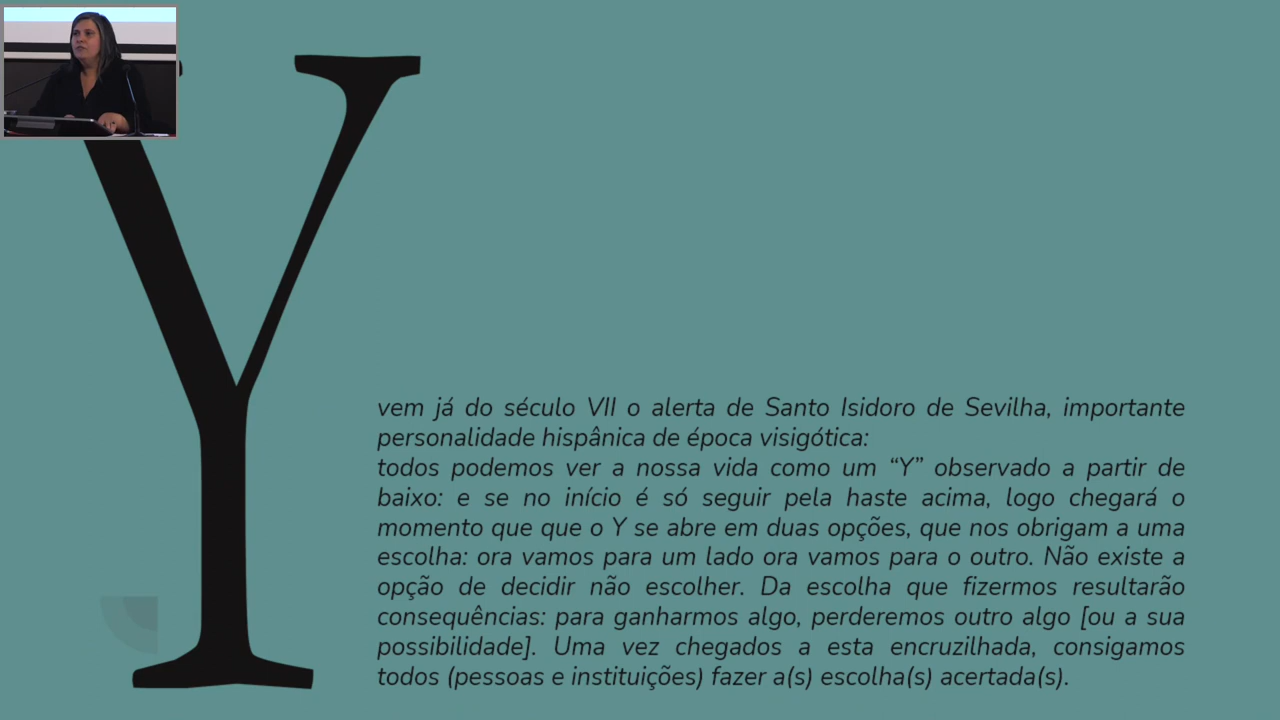 Y
vem já do século VII o alerta de Santo Isidoro de Sevilha, importante
personalidade hispânica de época visigótica:
todos podemos ver a nossa vida como um “Y” observado a partir de
baixo: e se no início é só seguir pela haste acima, logo chegará o
momento que que o Y se abre em duas opções, que nos obrigam a uma
escolha: ora vamos para um lado ora vamos para o outro. Não existe a
opção de decidir não escolher. Da escolha que fizermos resultarão
consequências: para ganharmos algo, perderemos outro algo [ou a sua
possibilidade]. Uma vez chegados a esta encruzilhada, consigamos
todos (pessoas e instituições) fazer a(s) escolha(s) acertada(s).